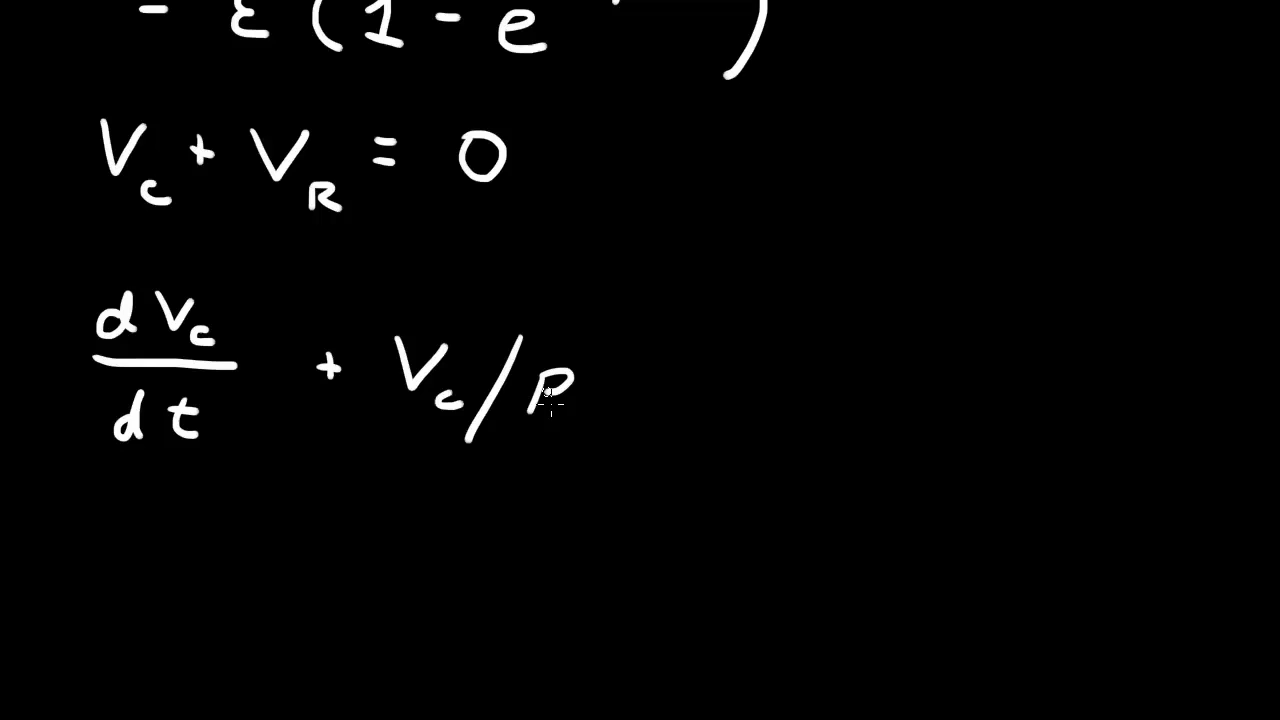 - ε ( 1 - e )
V_C + V_R = 0
dV_C / dt + V_C / P